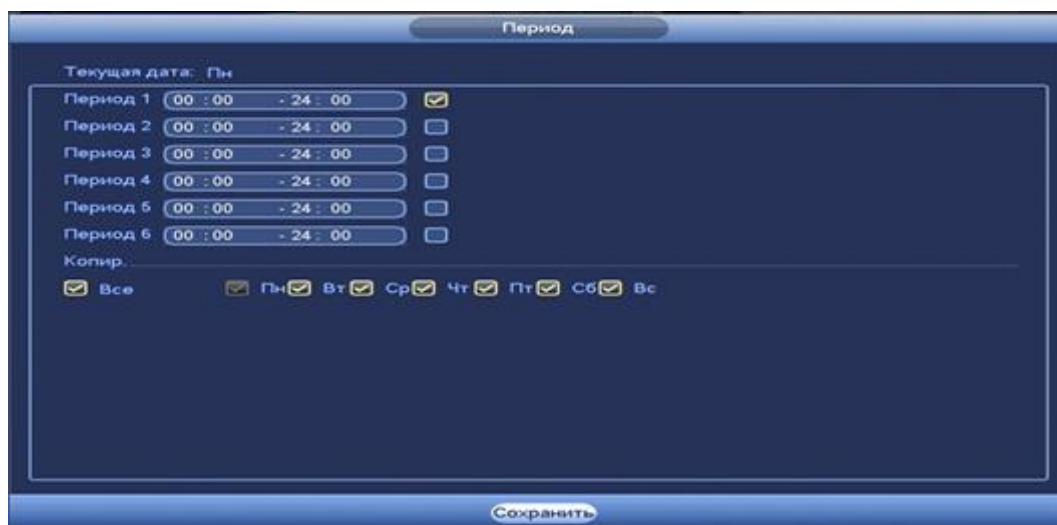 Период
Текущая дата: Пн
Период 1 00 :00 - 24 : 00
Период 2 00 :00 - 24 : 00
Период 3 00 :00 - 24 : 00
Период 4 00 :00 - 24 : 00
Период 5 00 :00 - 24 : 00
Период 6 00 :00 - 24 : 00
Копир.
Все Пн Вт Ср Чт Пт Сб Вс
Сохранить